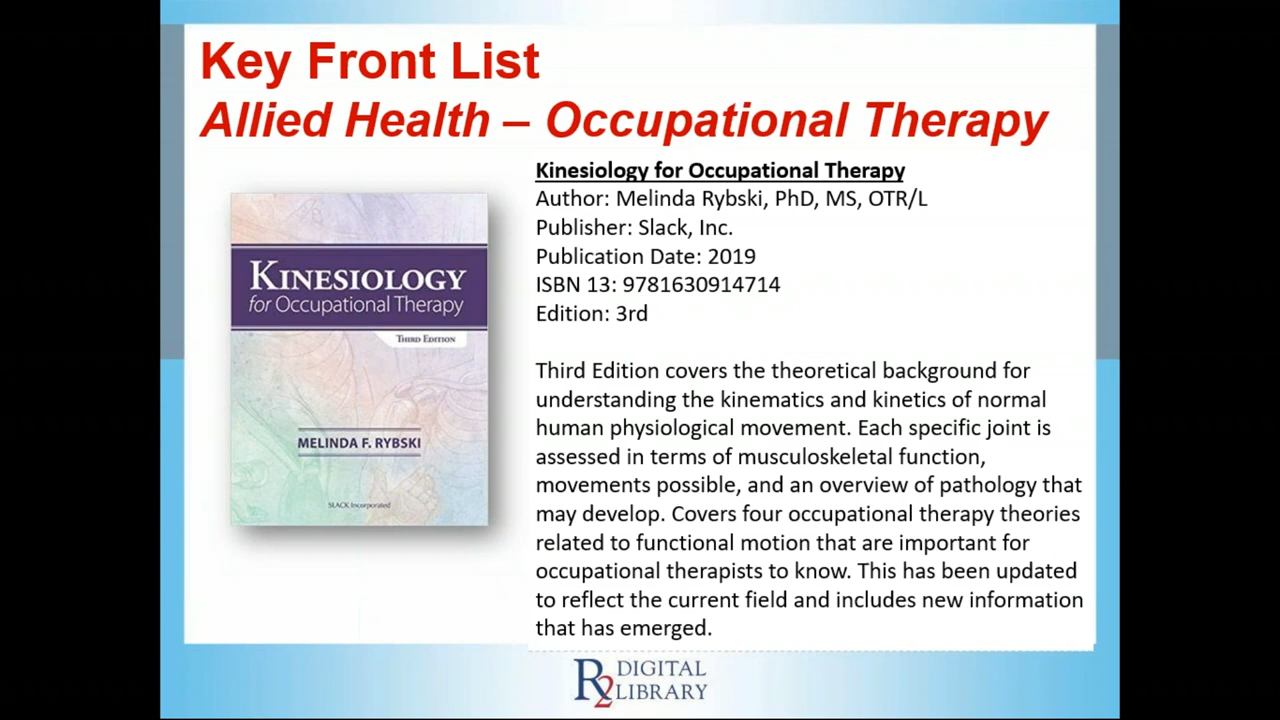 Key Front List
Allied Health – Occupational Therapy
Kinesiology for Occupational Therapy
Author: Melinda Rybski, PhD, MS, OTR/L
Publisher: Slack, Inc.
Publication Date: 2019
ISBN 13: 9781630914714
Edition: 3rd
KINESIOLOGY
for Occupational Therapy
THIRD EDITION
MELINDA F. RYBSKI
SLACK Incorporated
Third Edition covers the theoretical background for
understanding the kinematics and kinetics of normal
human physiological movement. Each specific joint is
assessed in terms of musculoskeletal function,
movements possible, and an overview of pathology that
may develop. Covers four occupational therapy theories
related to functional motion that are important for
occupational therapists to know. This has been updated
to reflect the current field and includes new information
that has emerged.
R2 DIGITAL
LIBRARY